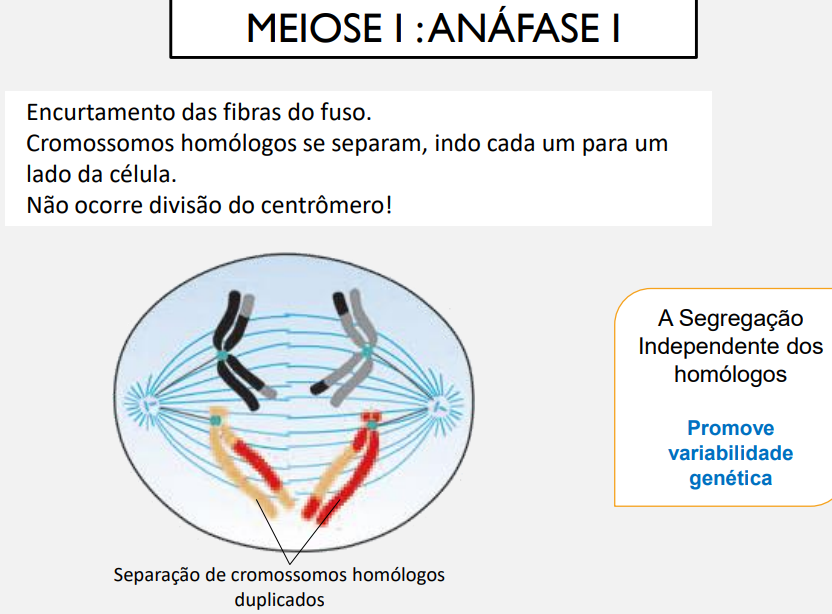 MEIOSE I : ANÁFASE I
Encurtamento das fibras do fuso.
Cromossomos homólogos se separam, indo cada um para um
lado da célula.
Não ocorre divisão do centrômero!
A Segregação
Independente dos
homólogos
Promove
variabilidade
genética
Separação de cromossomos homólogos
duplicados